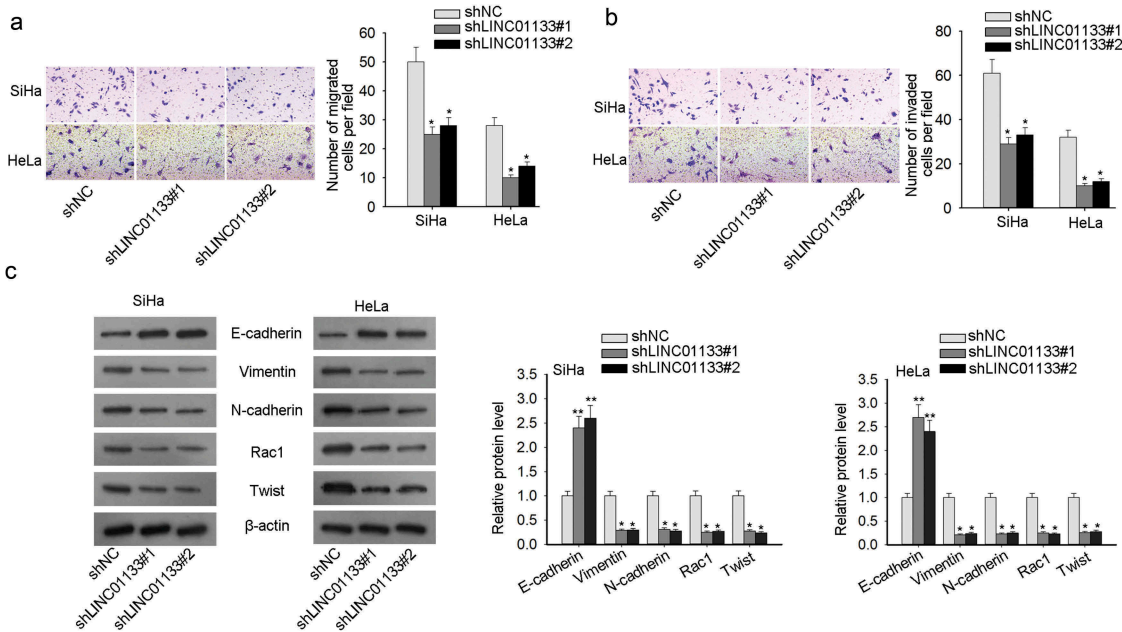 a
shNC
shLINC01133#1
shLINC01133#2
SiHa
HeLa
shNC
shLINC01133#1
shLINC01133#2
Number of migrated
cells per field
60
50
40
30
20
10
0
* *
* *
SiHa HeLa
b
shNC
shLINC01133#1
shLINC01133#2
SiHa
HeLa
shNC
shLINC01133#1
shLINC01133#2
Number of invaded
cells per field
80
60
40
20
0
* *
* *
SiHa HeLa
c
SiHa
HeLa
E-cadherin
Vimentin
N-cadherin
Rac1
Twist
β-actin
shNC
shLINC01133#1
shLINC01133#2
shNC
shLINC01133#1
shLINC01133#2
shNC
shLINC01133#1
shLINC01133#2
SiHa
Relative protein level
4.0
3.5
3.0
2.5
2.0
1.5
1.0
0.5
0.0
** **
* * * * * * * *
E-cadherin
Vimentin
N-cadherin
Rac1
Twist
shNC
shLINC01133#1
shLINC01133#2
HeLa
Relative protein level
3.5
3.0
2.5
2.0
1.5
1.0
0.5
0.0
** **
* * * * * * * *
E-cadherin
Vimentin
N-cadherin
Rac1
Twist